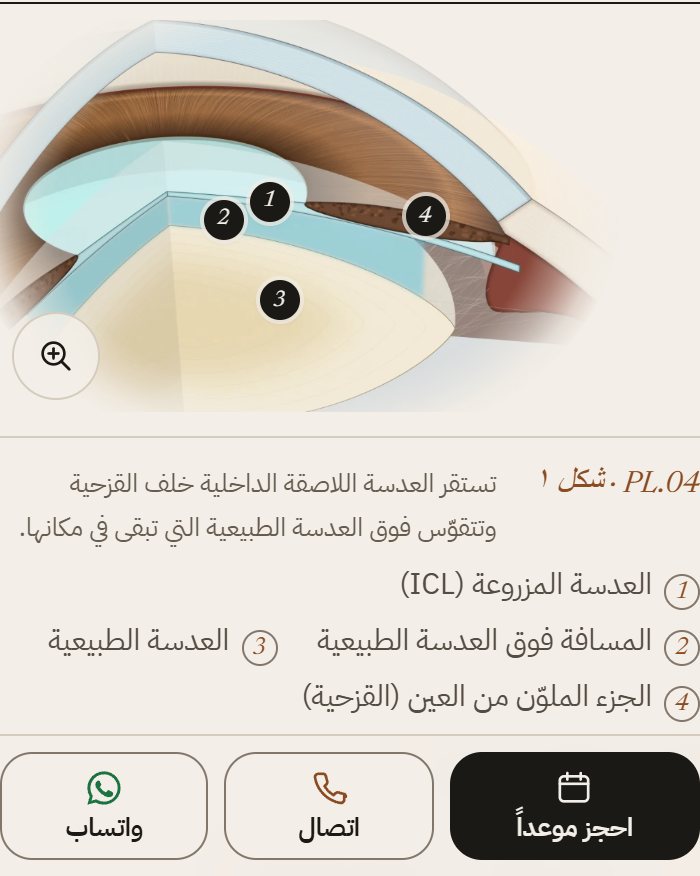 1
2
3
4
PL.04 · شكل ١
تستقر العدسة اللاصقة الداخلية خلف القزحية
وتتقوّس فوق العدسة الطبيعية التي تبقى في مكانها.
1 العدسة المزروعة (ICL)
2 المسافة فوق العدسة الطبيعية
3 العدسة الطبيعية
4 الجزء الملوّن من العين (القزحية)
احجز موعداً
اتصال
واتساب